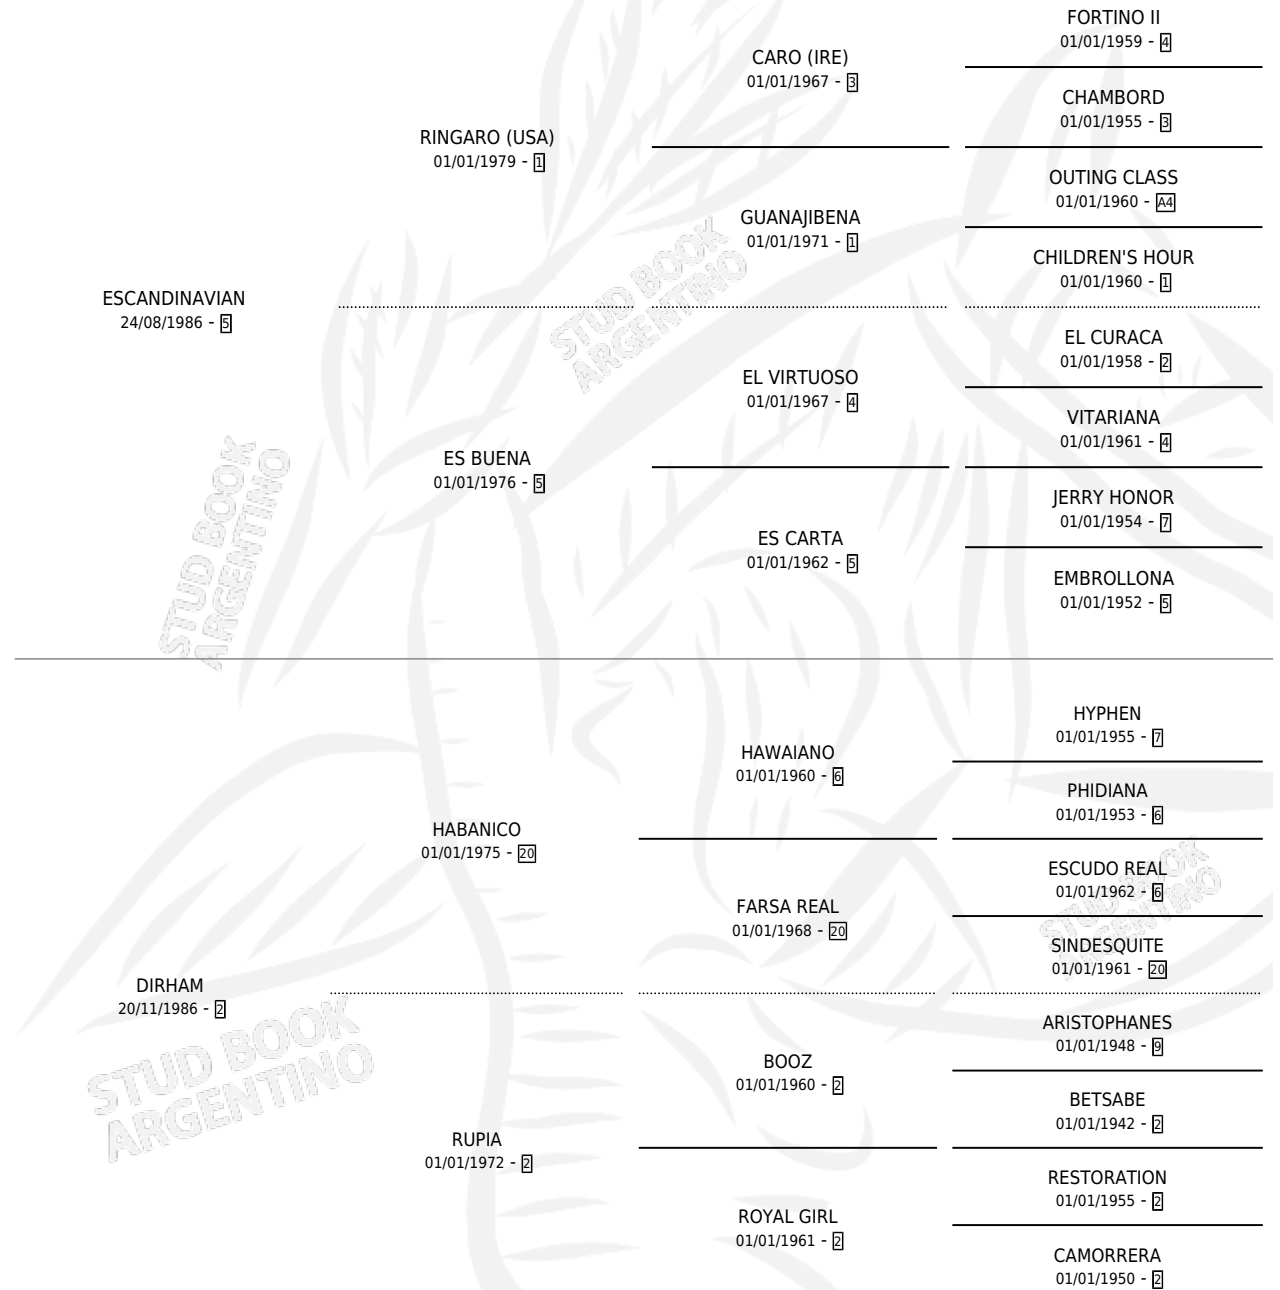 FORTINO II
01/01/1959 - 4
CARO (IRE)
01/01/1967 - 3
CHAMBORD
01/01/1955 - 3
RINGARO (USA)
01/01/1979 - 1
OUTING CLASS
01/01/1960 - A4
GUANAJIBENA
01/01/1971 - 1
CHILDREN'S HOUR
01/01/1960 - 1
ESCANDINAVIAN
24/08/1986 - 5
EL CURACA
01/01/1958 - 2
EL VIRTUOSO
01/01/1967 - 4
VITARIANA
01/01/1961 - 4
ES BUENA
01/01/1976 - 5
JERRY HONOR
01/01/1954 - 7
ES CARTA
01/01/1962 - 5
EMBROLLONA
01/01/1952 - 5
STUD BOOK
ARGENTINO
STUD BOOK
ARGENTINO
HYPHEN
01/01/1955 - 7
HAWAIANO
01/01/1960 - 6
PHIDIANA
01/01/1953 - 6
HABANICO
01/01/1975 - 20
ESCUDO REAL
01/01/1962 - 6
FARSA REAL
01/01/1968 - 20
SINDESQUITE
01/01/1961 - 20
STUD BOOK
ARGENTINO
DIRHAM
20/11/1986 - 2
ARISTOPHANES
01/01/1948 - 9
BOOZ
01/01/1960 - 2
BETSABE
01/01/1942 - 2
STUD BOOK
ARGENTINO
RUPIA
01/01/1972 - 2
RESTORATION
01/01/1955 - 2
ROYAL GIRL
01/01/1961 - 2
CAMORRERA
01/01/1950 - 2